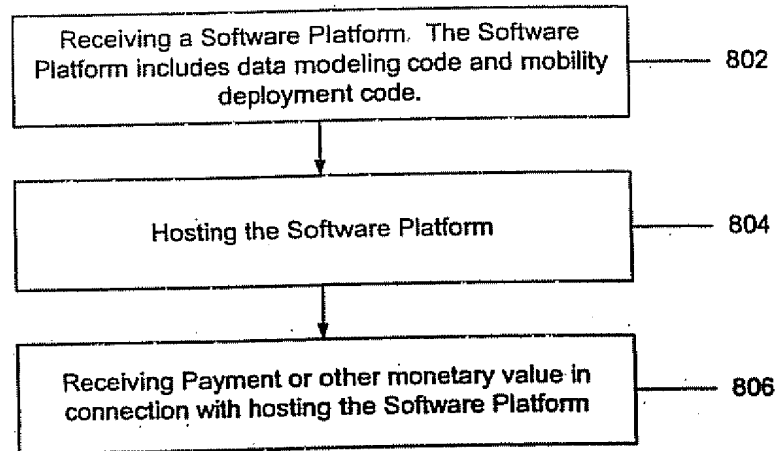 Receiving a Software Platform. The Software
Platform includes data modeling code and mobility
deployment code.
802
Hosting the Software Platform
804
Receiving Payment or other monetary value in
connection with hosting the Software Platform
806